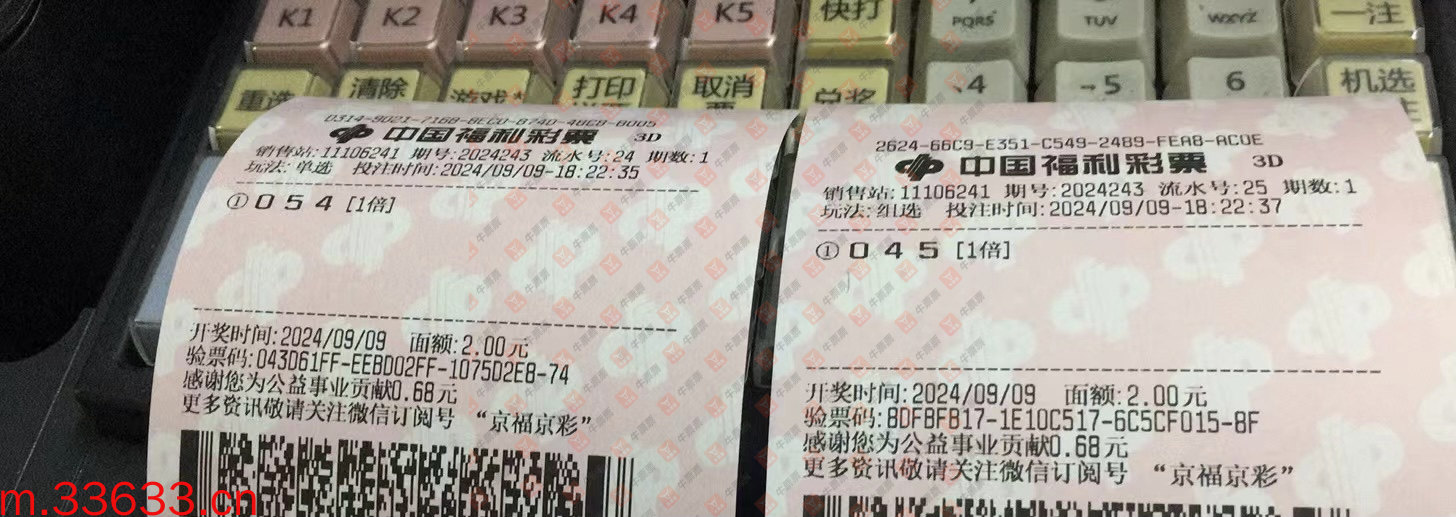 K1 K2 K3 K4 K5 快打 PQRS TUV WXYZ 一注
重选 清除 游戏* 打印 取消 兑奖 4 5 6 机选
票
0314-9021-7168-8EC0-8740-48E8-B005
中国福利彩票 3D
销售站:11106241 期号:2024243 流水号:24 期数:1
玩法:单选 投注时间:2024/09/09-18:22:35
①0 5 4 [1倍]
开奖时间:2024/09/09 面额:2.00元
验票码:043D61FF-EEBD02FF-1075D2E8-74
感谢您为公益事业贡献0.68元
更多资讯敬请关注微信订阅号 “京福京彩”
2624-66C9-E351-C549-2489-FEA8-AC0E
中国福利彩票 3D
销售站:11106241 期号:2024243 流水号:25 期数:1
玩法:组选 投注时间:2024/09/09-18:22:37
①0 4 5 [1倍]
开奖时间:2024/09/09 面额:2.00元
验票码:BDFBFB17-1E10C517-6C5CF015-8F
感谢您为公益事业贡献0.68元
更多资讯敬请关注微信订阅号 “京福京彩”
m.33633.cn